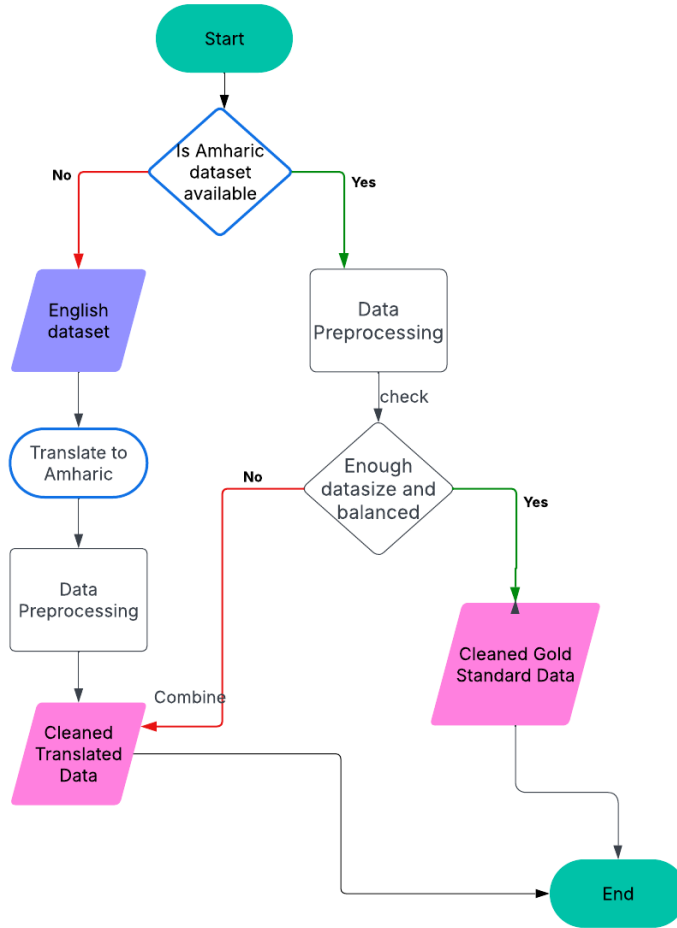 Start
Is Amharic
dataset
available
No
Yes
English
dataset
Data
Preprocessing
check
Translate to
Amharic
Enough
datasize and
balanced
No
Yes
Data
Preprocessing
Cleaned Gold
Standard Data
Combine
Cleaned
Translated
Data
End